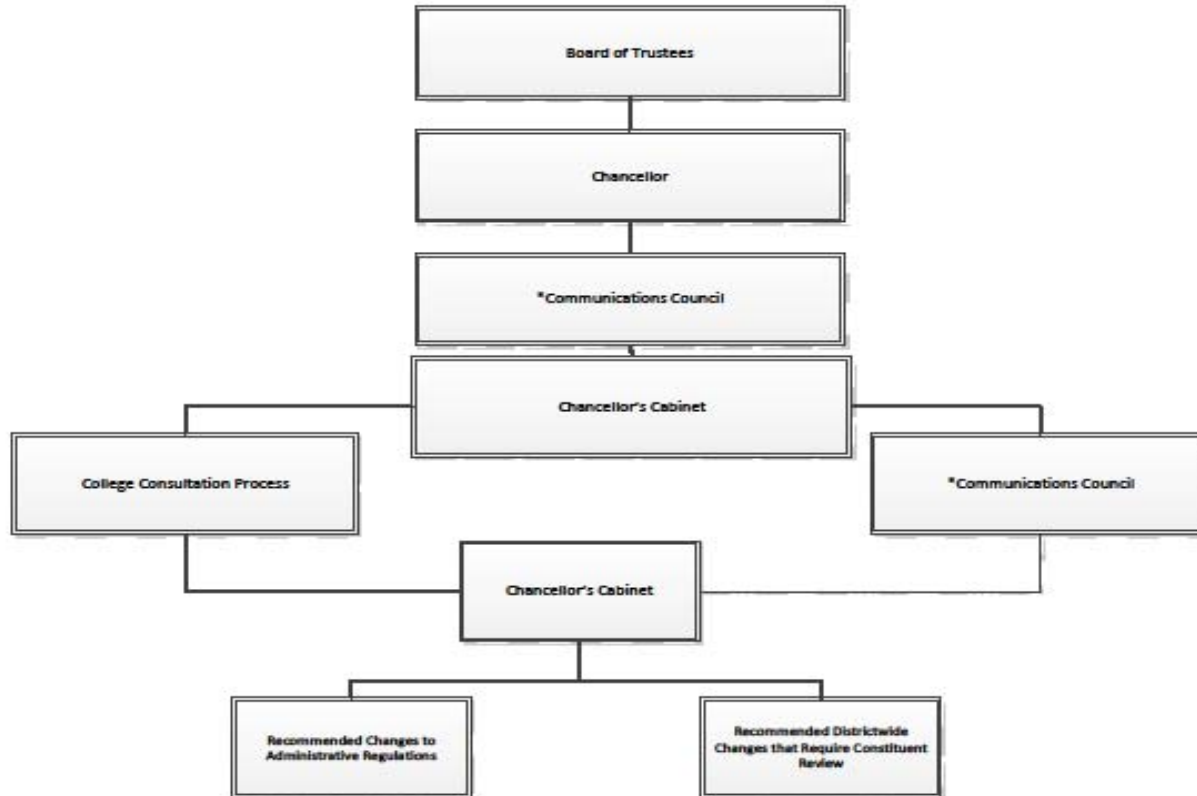 Board of Trustees
Chancellor
*Communications Council
Chancellor's Cabinet
College Consultation Process
*Communications Council
Chancellor's Cabinet
Recommended Changes to
Administrative Regulations
Recommended Districtwide
Changes that Require Constituent
Review